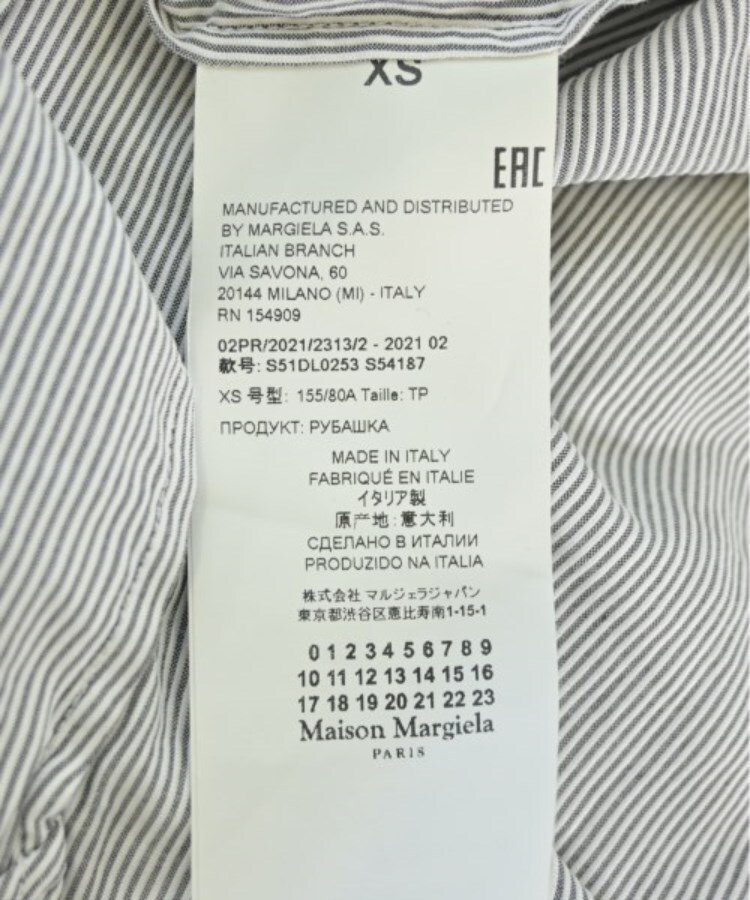 XS
EAC
MANUFACTURED AND DISTRIBUTED
BY MARGIELA S.A.S.
ITALIAN BRANCH
VIA SAVONA, 60
20144 MILANO (MI) - ITALY
RN 154909
02PR/2021/2313/2 - 2021 02
款号: S51DL0253 S54187
XS 号型: 155/80A Taille: TP
ПРОДУКТ: РУБАШКА
MADE IN ITALY
FABRIQUÉ EN ITALIE
イタリア製
原产地: 意大利
СДЕЛАНО В ИТАЛИИ
PRODUZIDO NA ITALIA
株式会社 マルジェラジャパン
東京都渋谷区恵比寿南1-15-1
0 1 2 3 4 5 6 7 8 9
10 11 12 13 14 15 16
17 18 19 20 21 22 23
Maison Margiela
PARIS